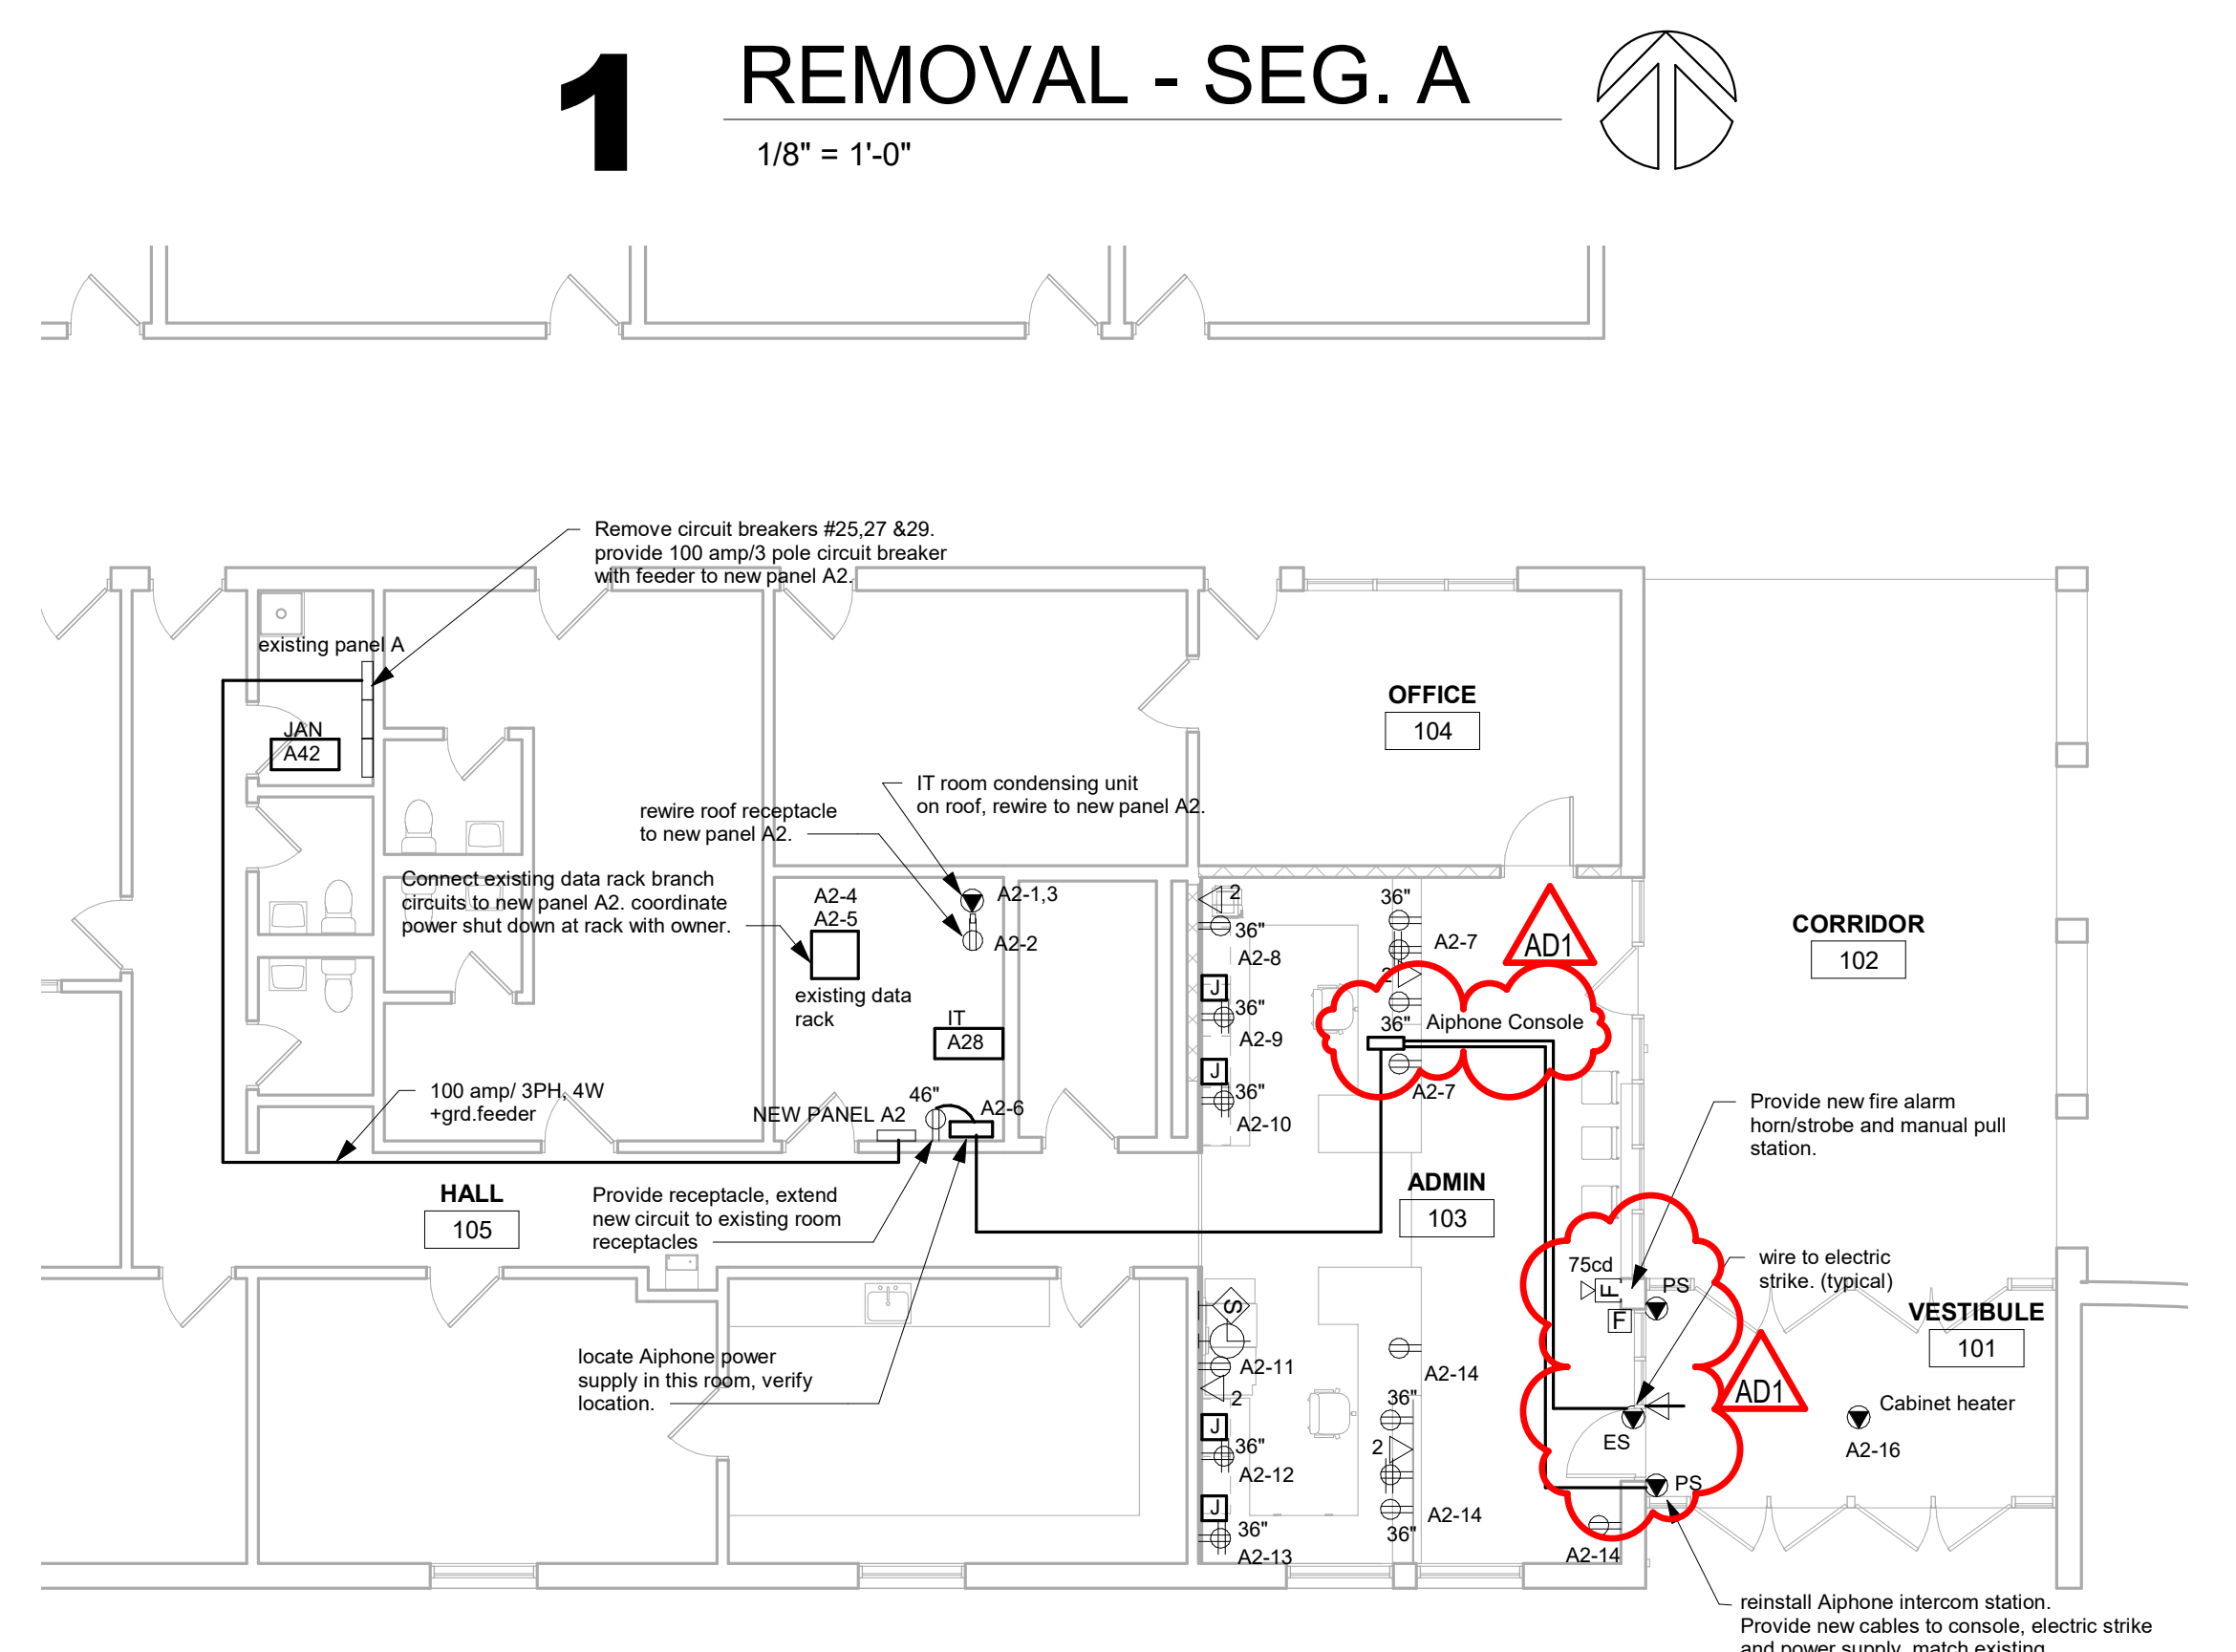 1
REMOVAL - SEG. A
1/8" = 1'-0"
Remove circuit breakers #25,27 &29.
provide 100 amp/3 pole circuit breaker
with feeder to new panel A2.
existing panel A
JAN
A42
OFFICE
104
IT room condensing unit
on roof, rewire to new panel A2.
rewire roof receptacle
to new panel A2.
Connect existing data rack branch
circuits to new panel A2. coordinate
power shut down at rack with owner.
A2-4
A2-5
A2-1,3
A2-2
existing data
rack
IT
A28
2
36"
A2-8
J
36"
A2-9
J
36"
A2-10
36"
A2-7
2
36"
Aiphone Console
A2-7
AD1
CORRIDOR
102
100 amp/ 3PH, 4W
+grd.feeder
NEW PANEL A2
46"
A2-6
Provide new fire alarm
horn/strobe and manual pull
station.
HALL
105
Provide receptacle, extend
new circuit to existing room
receptacles
ADMIN
103
75cd
F
F
PS
wire to electric
strike. (typical)
VESTIBULE
101
AD1
Cabinet heater
A2-16
ES
PS
locate Aiphone power
supply in this room, verify
location.
S
A2-11
2
J
36"
A2-12
J
36"
A2-13
A2-14
36"
2
A2-14
36"
A2-14
reinstall Aiphone intercom station.
Provide new cables to console, electric strike
and power supply, match existing